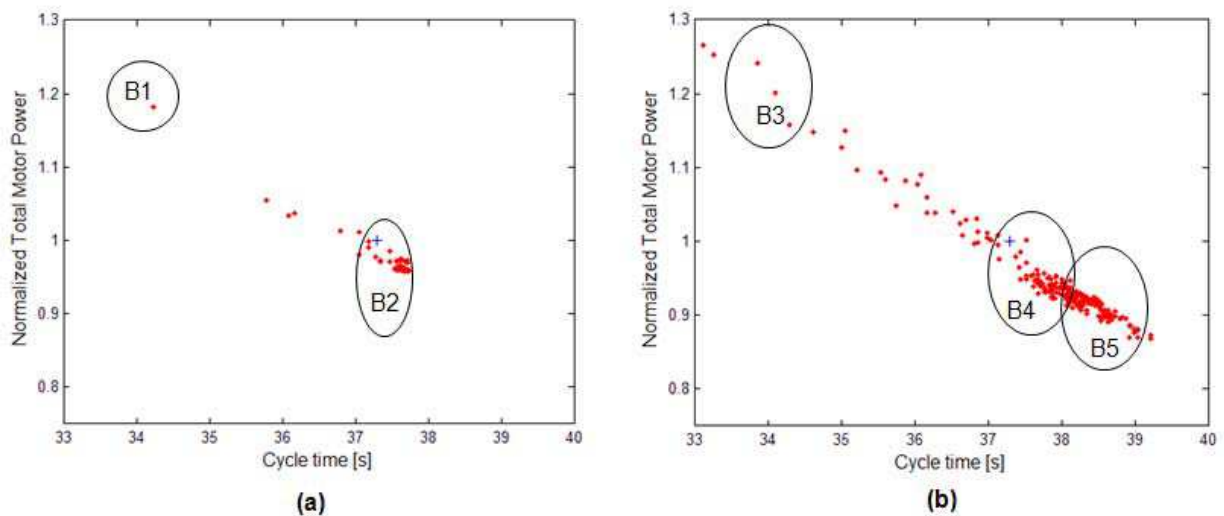 1.3
1.2
1.1
1
0.9
0.8
Normalized Total Motor Power
B1
B2
33 34 35 36 37 38 39 40
Cycle time [s]
(a)
1.3
1.2
1.1
1
0.9
0.8
Normalized Total Motor Power
B3
B4
B5
33 34 35 36 37 38 39 40
Cycle time [s]
(b)